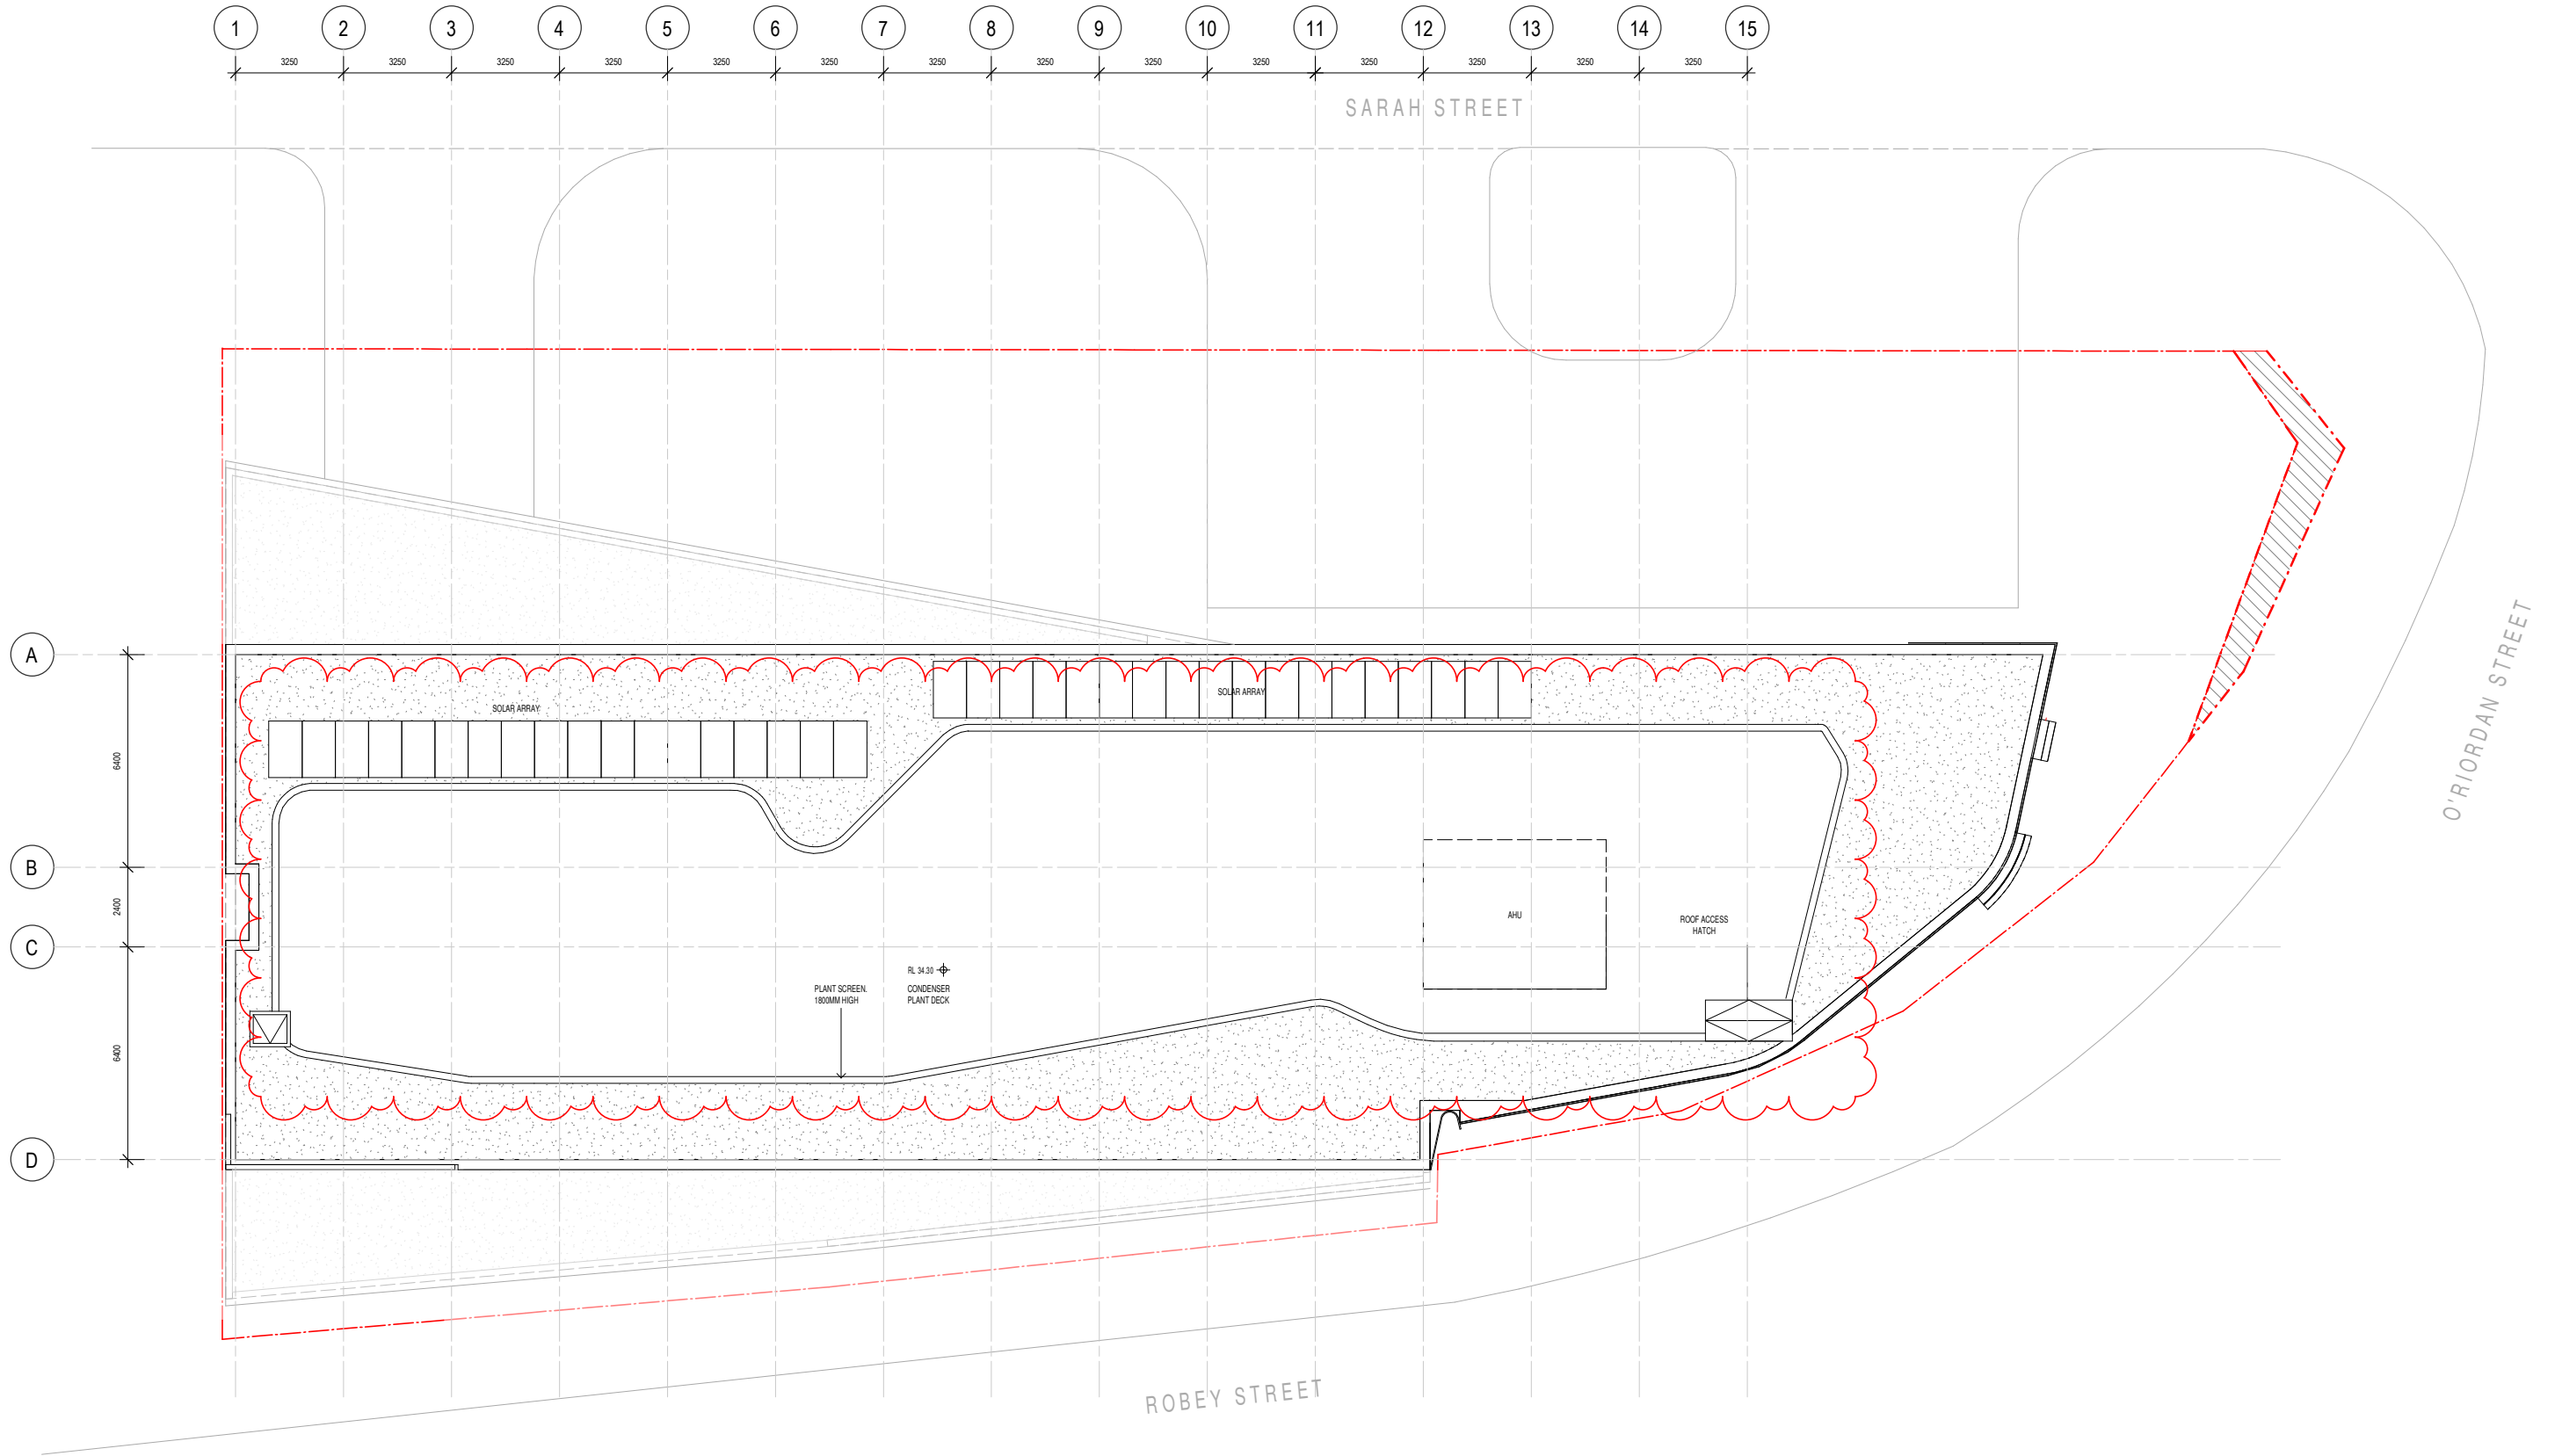 1 2 3 4 5 6 7 8 9 10 11 12 13 14 15
3250 3250 3250 3250 3250 3250 3250 3250 3250 3250 3250 3250 3250 3250
SARAH STREET
A
SOLAR ARRAY
SOLAR ARRAY
6400
O'RIORDAN STREET
B
2400
AHU
ROOF ACCESS
HATCH
C
RL 34.30
PLANT SCREEN.
1800MM HIGH
CONDENSER
PLANT DECK
6400
D
ROBEY STREET